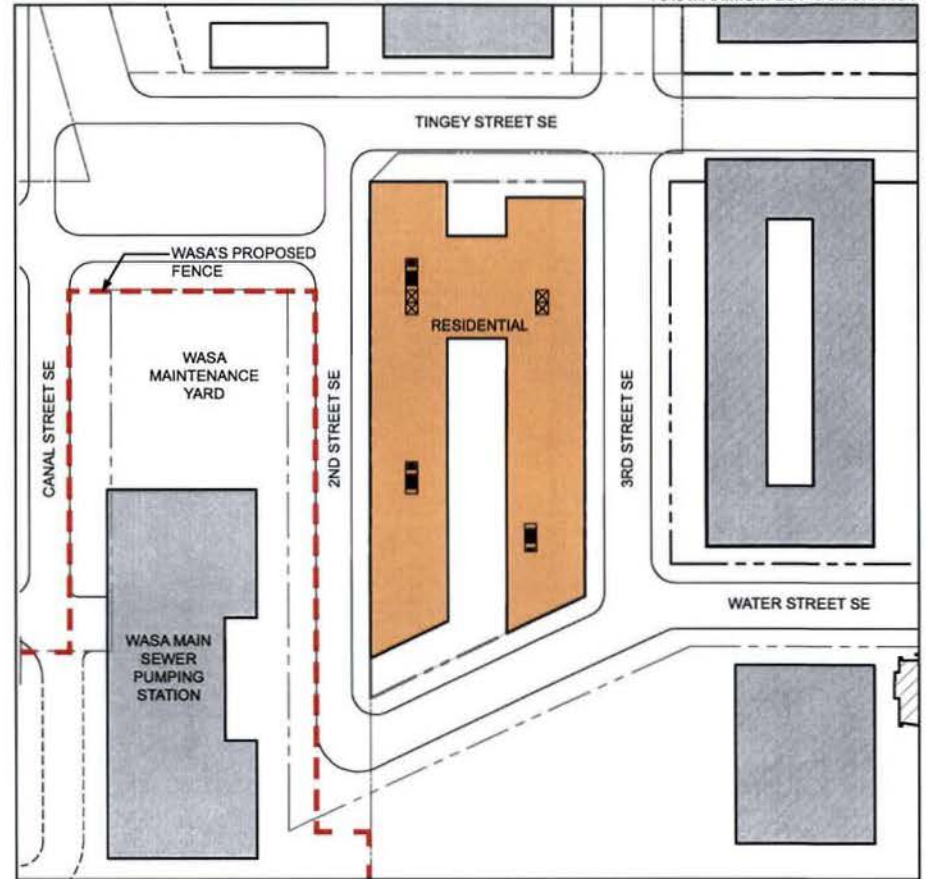 TINGEY STREET SE
WASA'S PROPOSED
FENCE
RESIDENTIAL
WASA
MAINTENANCE
YARD
CANAL STREET SE
2ND STREET SE
3RD STREET SE
WATER STREET SE
WASA MAIN
SEWER
PUMPING
STATION